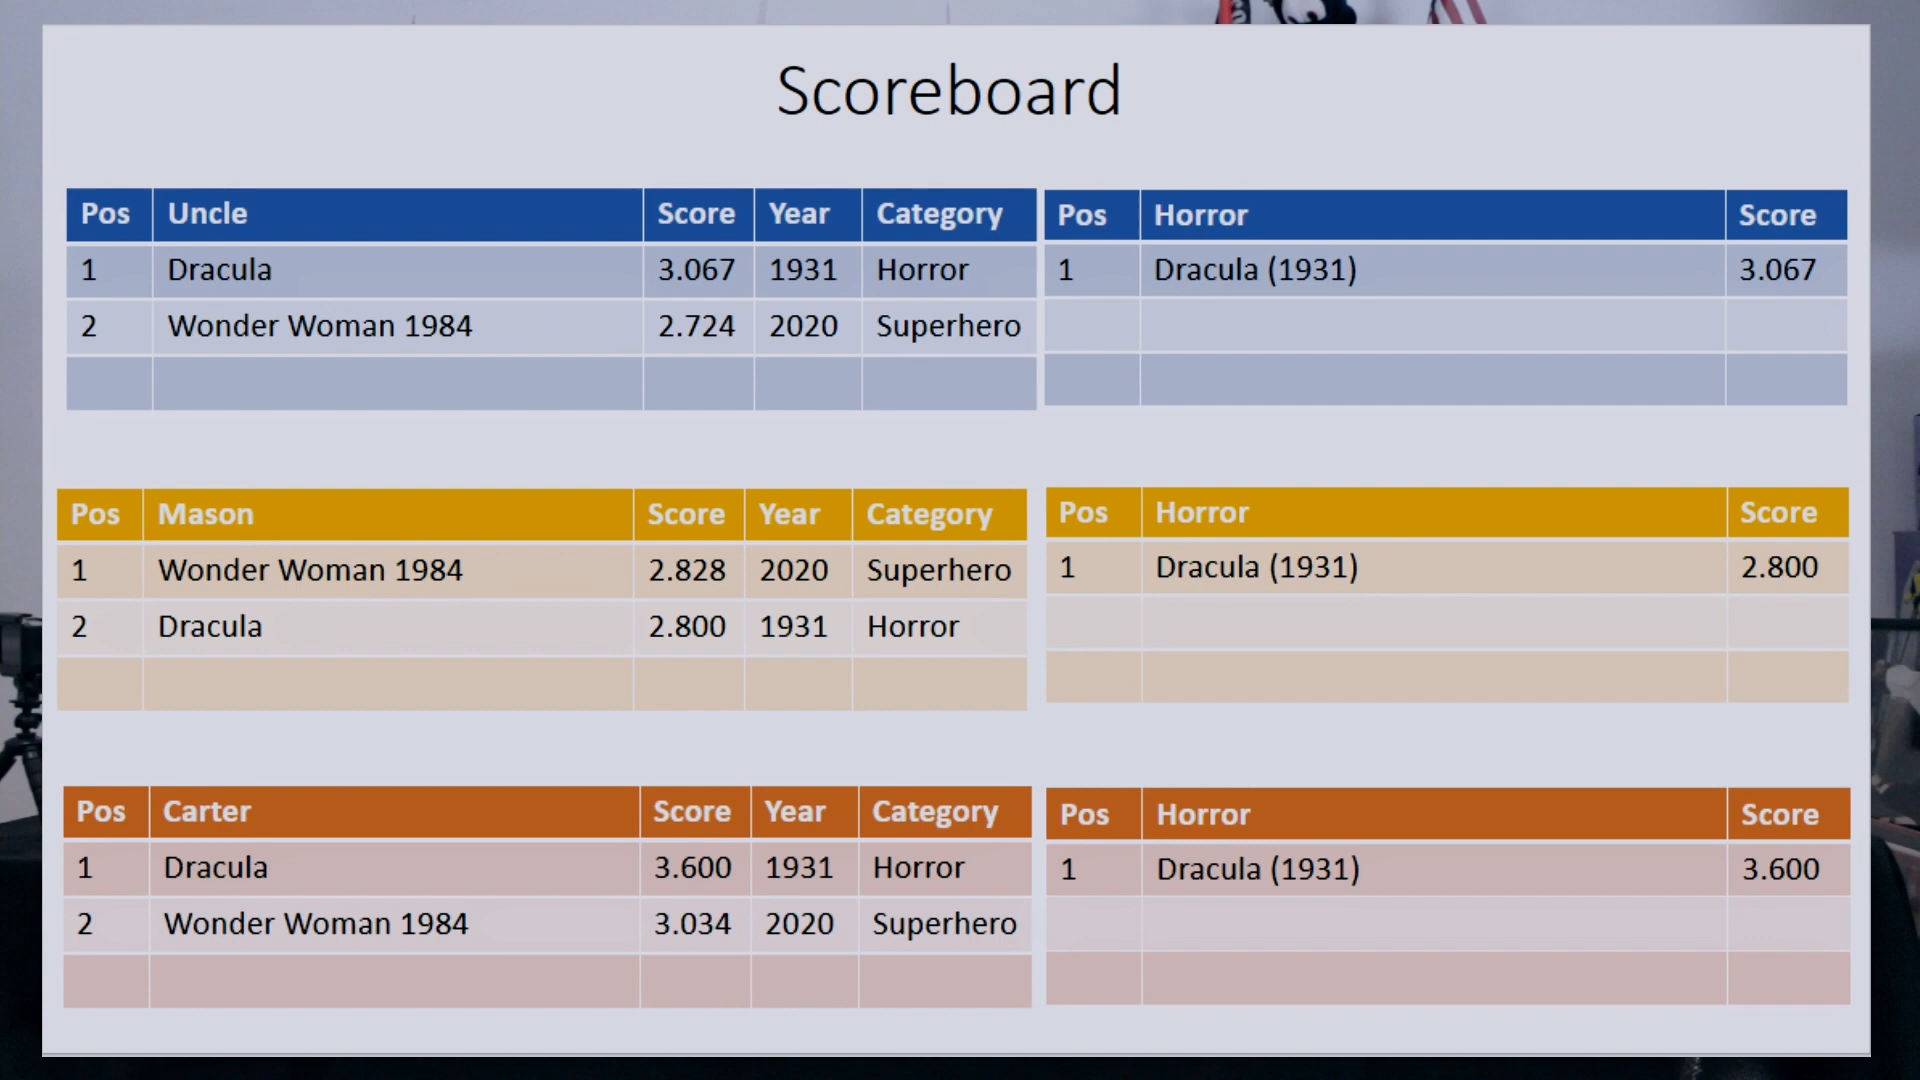 Scoreboard
Pos Uncle Score Year Category
1 Dracula 3.067 1931 Horror
2 Wonder Woman 1984 2.724 2020 Superhero
Pos Horror Score
1 Dracula (1931) 3.067
Pos Mason Score Year Category
1 Wonder Woman 1984 2.828 2020 Superhero
2 Dracula 2.800 1931 Horror
Pos Horror Score
1 Dracula (1931) 2.800
Pos Carter Score Year Category
1 Dracula 3.600 1931 Horror
2 Wonder Woman 1984 3.034 2020 Superhero
Pos Horror Score
1 Dracula (1931) 3.600